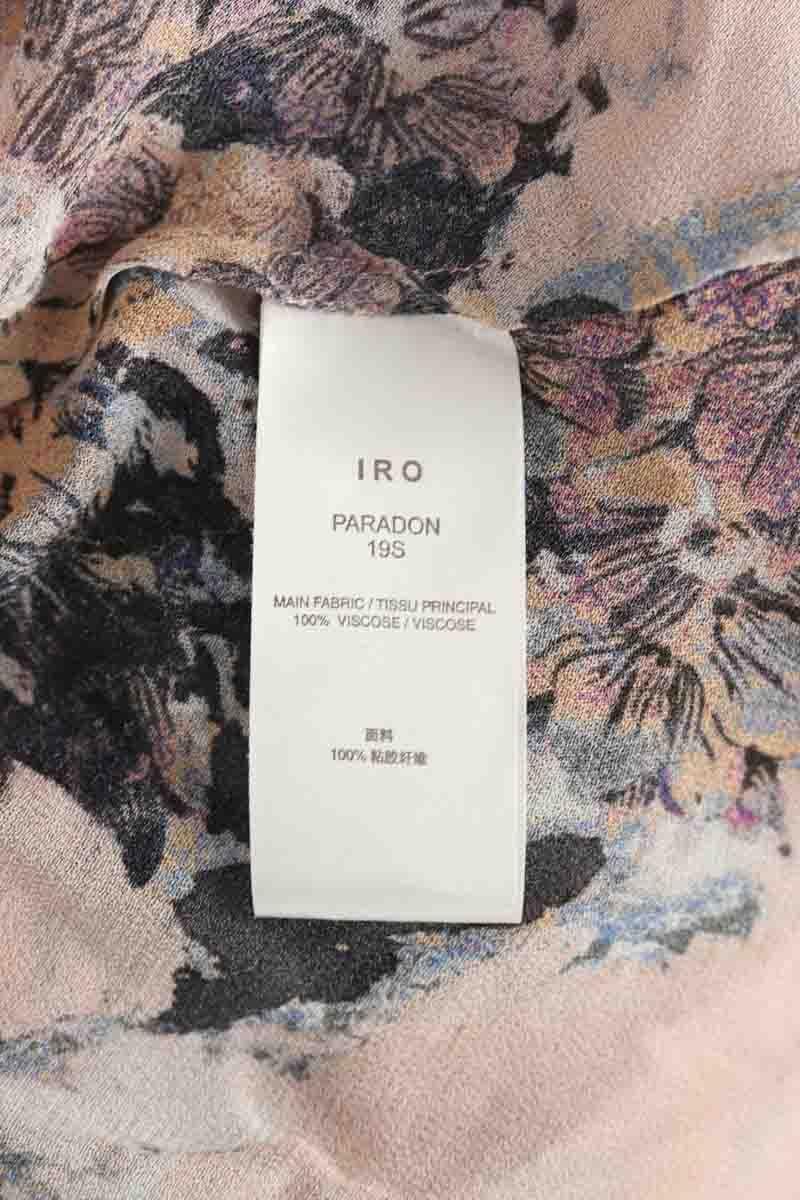 IRO
PARADON
19S
MAIN FABRIC / TISSU PRINCIPAL
100% VISCOSE / VISCOSE
面料
100% 粘胶纤维